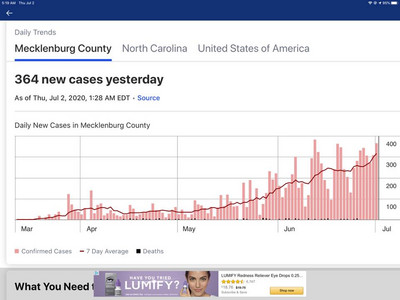 5:19 AM Thu Jul 2
Daily Trends
Mecklenburg County North Carolina United States of America
364 new cases yesterday
As of Thu, Jul 2, 2020, 1:28 AM EDT • Source
Daily New Cases in Mecklenburg County
400
300
200
100
0
Mar Apr May Jun Jul
Confirmed Cases 7 Day Average Deaths
What You Need t
HAVE YOU TRIED
LUMIFY?
LUMIFY Redness Reliever Eye Drops 0.25...
Shop now